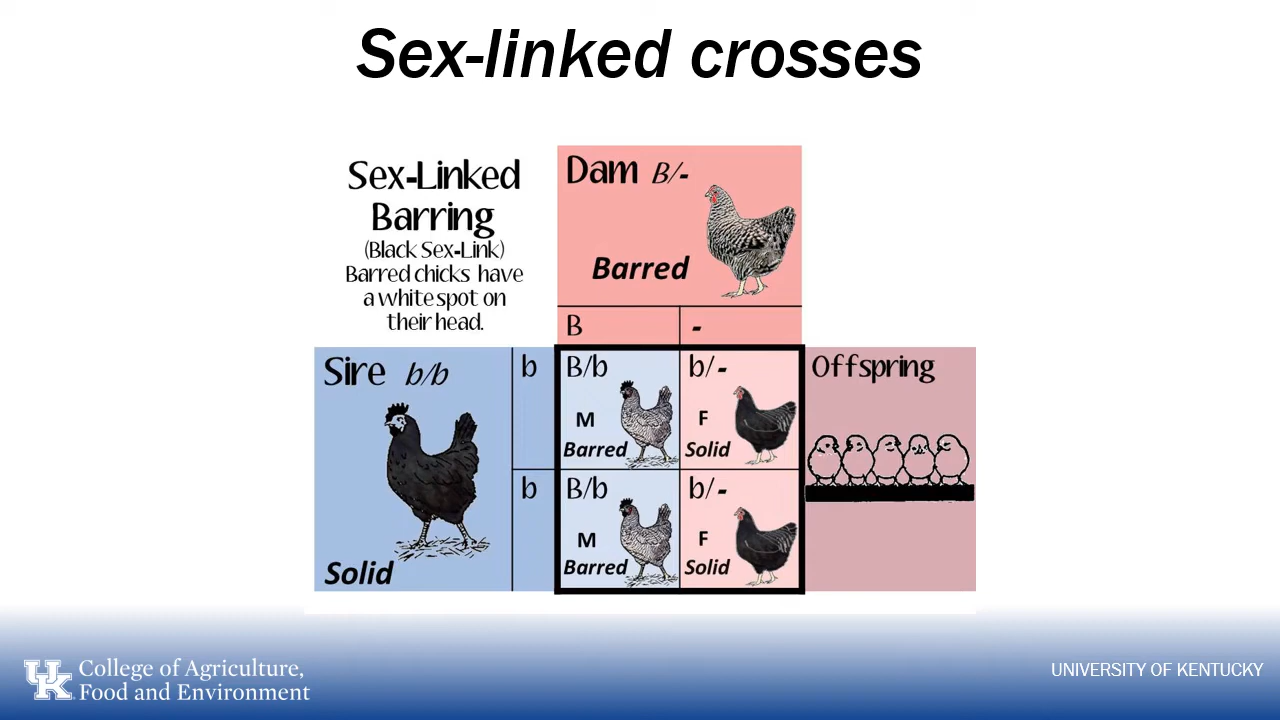 Sex-linked crosses
Sex-Linked
Barring
(Black Sex-Link)
Barred chicks have
a white spot on
their head.
Dam B/-
Barred
B
-
Sire b/b
Solid
b
B/b
M
Barred
b/-
F
Solid
b
B/b
M
Barred
b/-
F
Solid
Offspring
UK
College of Agriculture,
Food and Environment
UNIVERSITY OF KENTUCKY